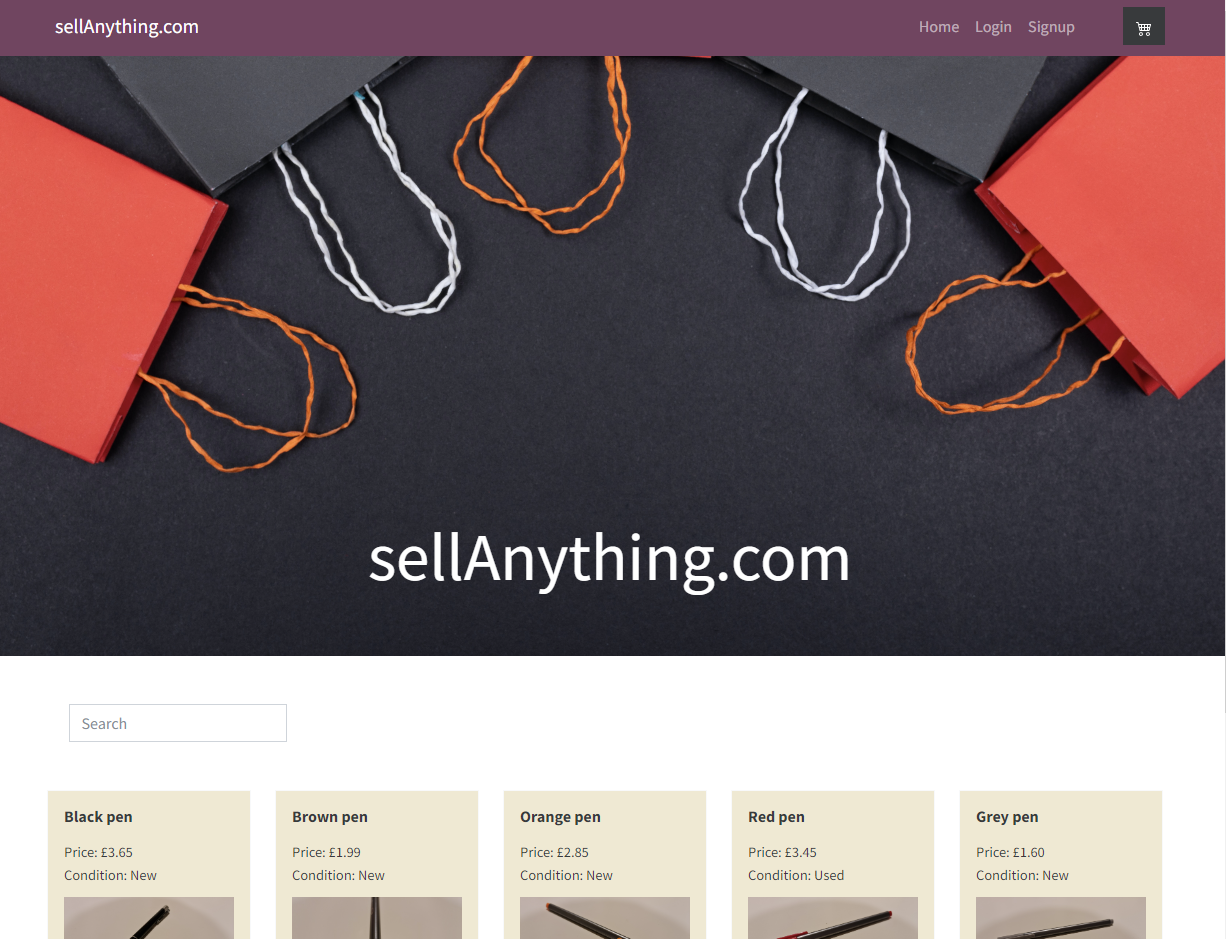 sellAnything.com
Home Login Signup
sellAnything.com
Search
Black pen
Price: £3.65
Condition: New
Brown pen
Price: £1.99
Condition: New
Orange pen
Price: £2.85
Condition: New
Red pen
Price: £3.45
Condition: Used
Grey pen
Price: £1.60
Condition: New